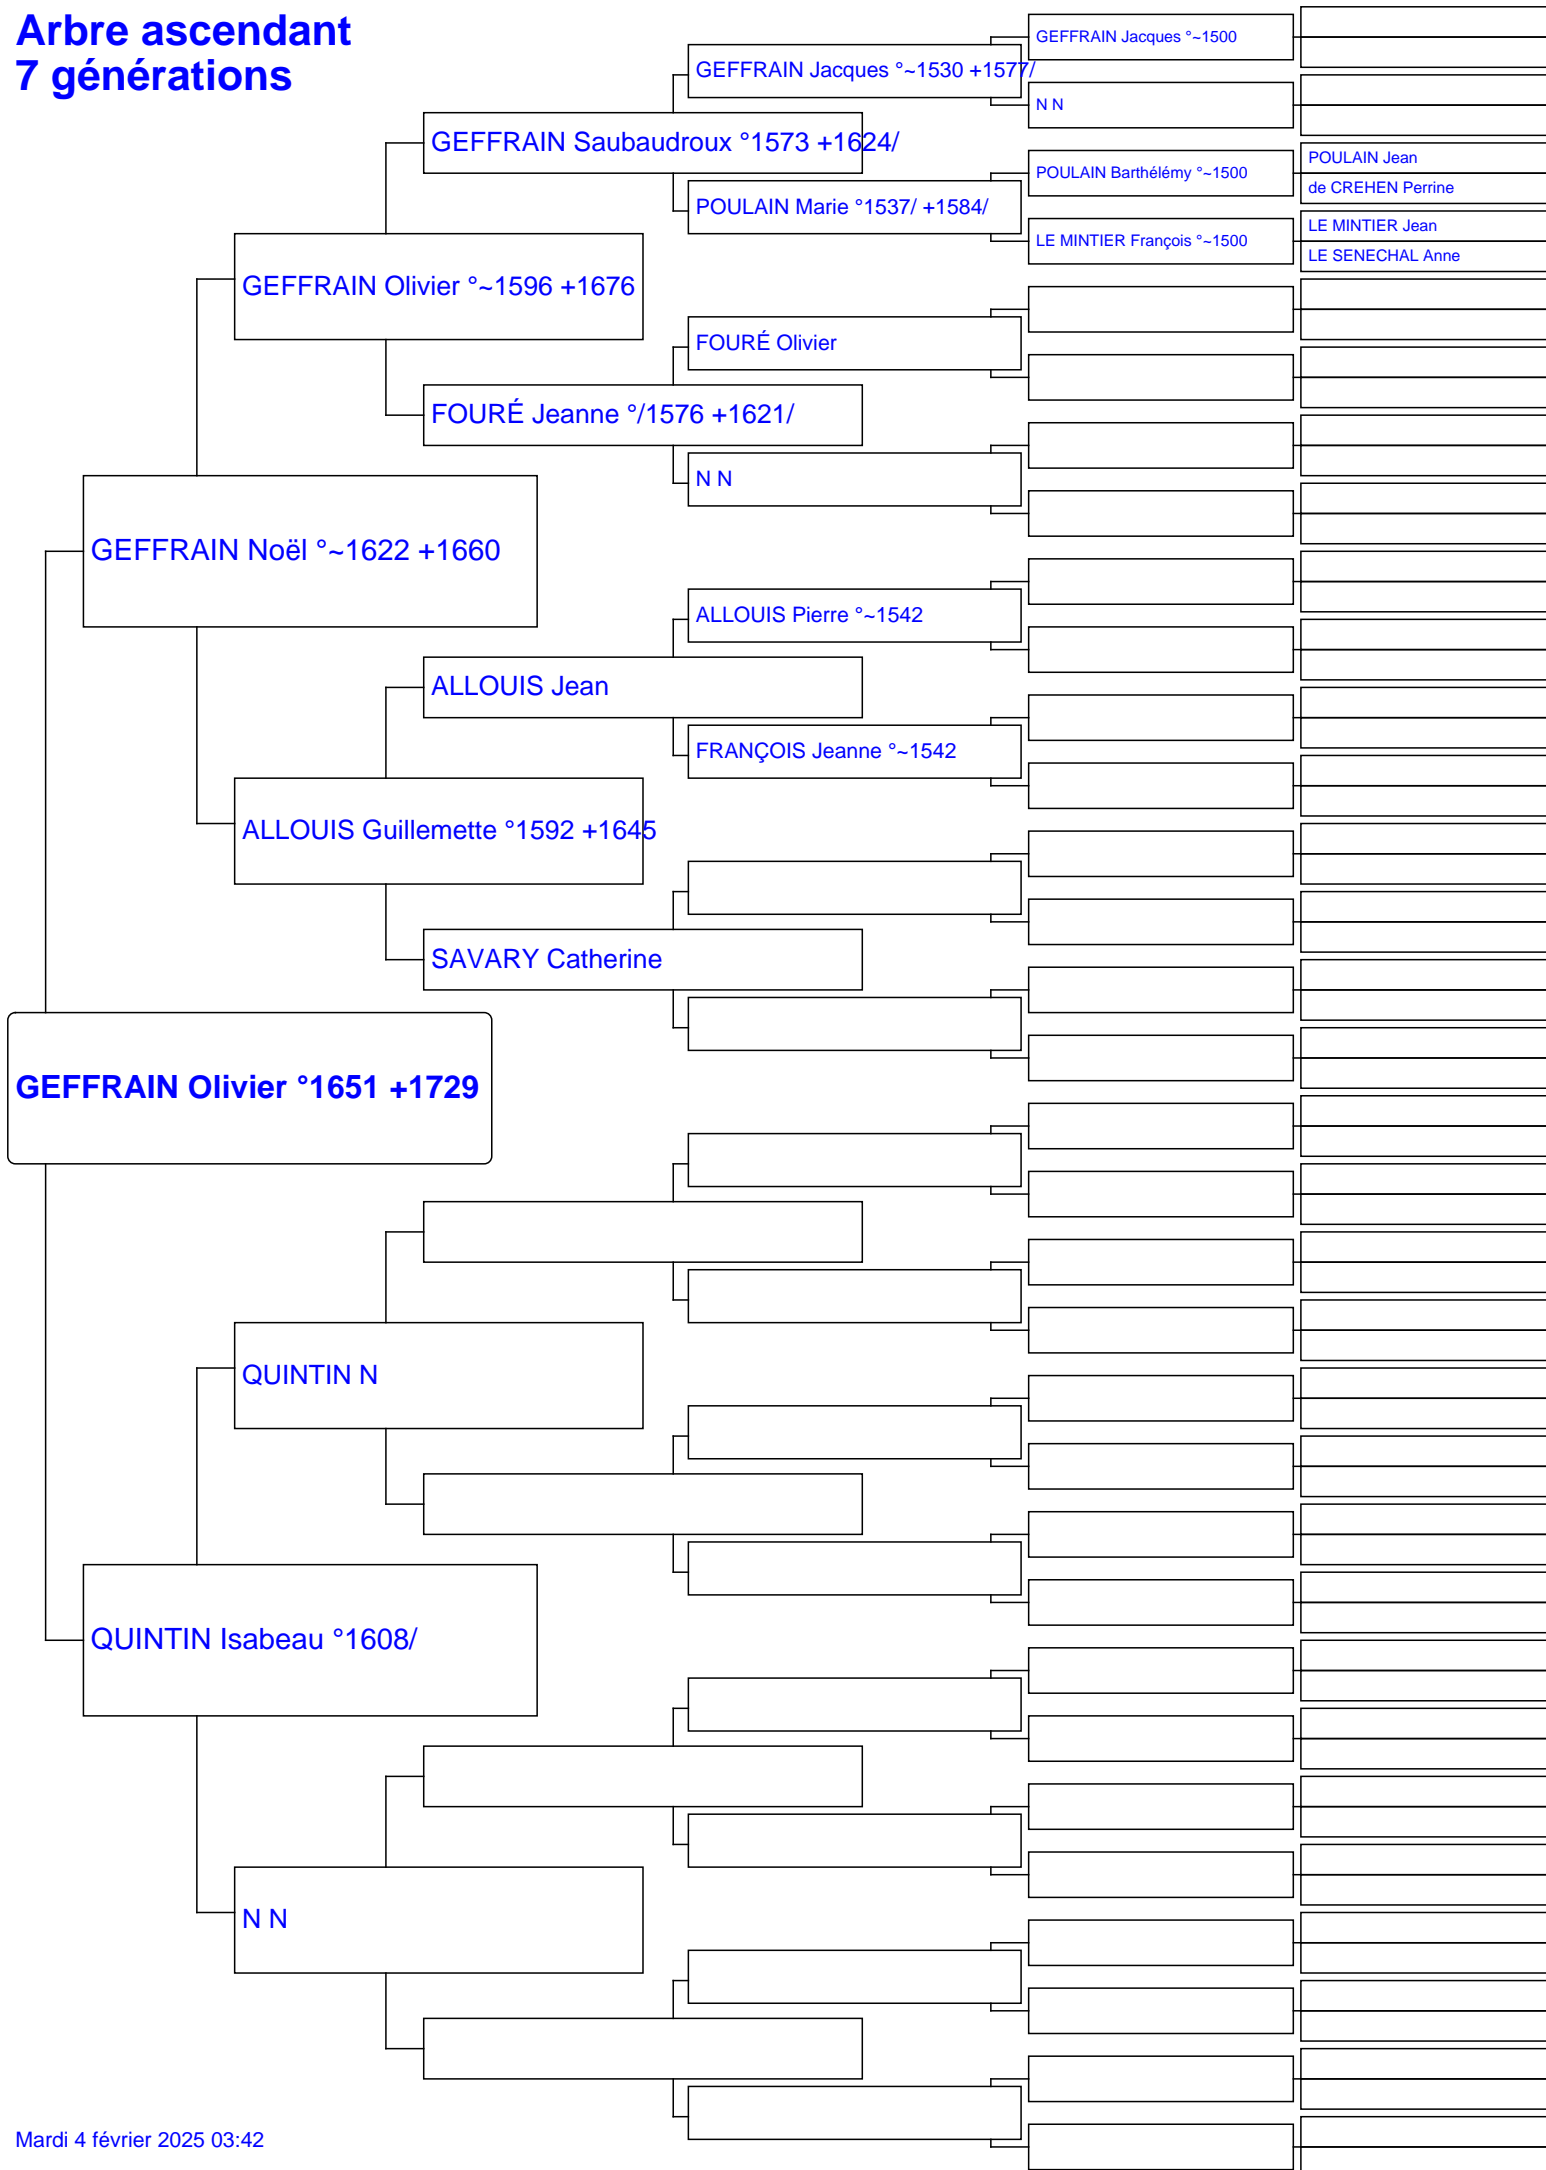 Arbre ascendant
7 générations
GEFFRAIN Jacques °~1500
GEFFRAIN Jacques °~1530 +1577/
N N
GEFFRAIN Saubaudroux °1573 +1624/
POULAIN Jean
POULAIN Barthélémy °~1500
de CREHEN Perrine
POULAIN Marie °1537/ +1584/
LE MINTIER Jean
LE MINTIER François °~1500
LE SENECHAL Anne
GEFFRAIN Olivier °~1596 +1676
FOURÉ Olivier
FOURÉ Jeanne °/1576 +1621/
N N
GEFFRAIN Noël °~1622 +1660
ALLOUIS Pierre °~1542
ALLOUIS Jean
FRANÇOIS Jeanne °~1542
ALLOUIS Guillemette °1592 +1645
SAVARY Catherine
GEFFRAIN Olivier °1651 +1729
QUINTIN N
QUINTIN Isabeau °1608/
N N
Mardi 4 février 2025 03:42